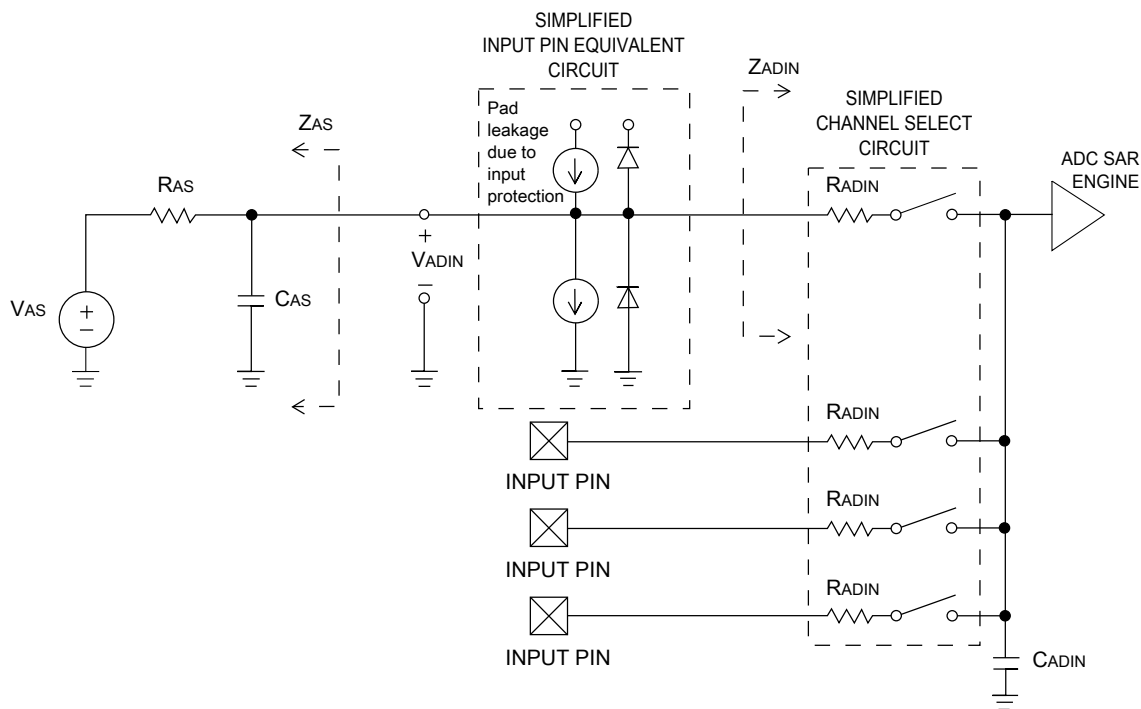 SIMPLIFIED
INPUT PIN EQUIVALENT
CIRCUIT
ZADIN
SIMPLIFIED
CHANNEL SELECT
CIRCUIT
Pad
leakage
due to
input
protection
ZAS
RAS
RADIN
ADC SAR
ENGINE
+
VADIN
–
CAS
VAS
+
–
RADIN
INPUT PIN
RADIN
INPUT PIN
RADIN
INPUT PIN
CADIN